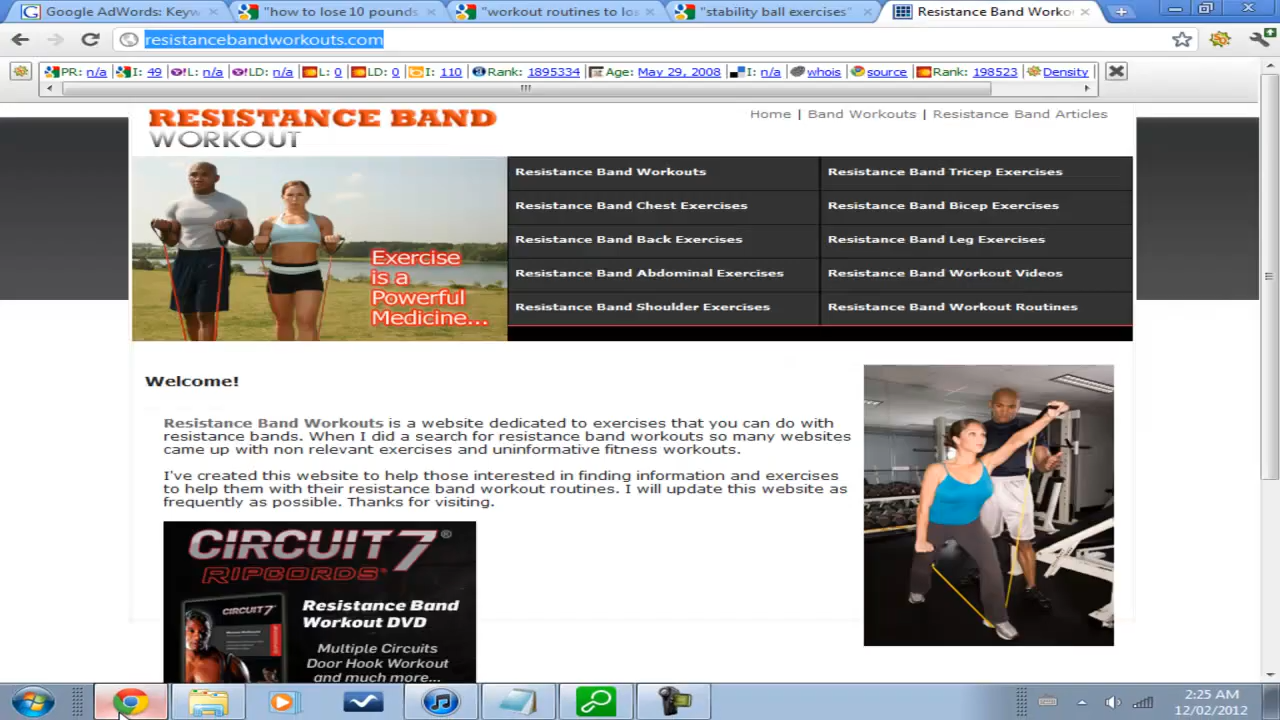 Google AdWords: Keyw
"how to lose 10 pounds
"workout routines to lo
"stability ball exercises"
Resistance Band Worko
resistancebandworkouts.com
PR: n/a I: 49 L: n/a LD: n/a L: 0 LD: 0 I: 110 Rank: 1895334 Age: May 29, 2008 I: n/a whois source Rank: 198523 Density
RESISTANCE BAND
WORKOUT
Home | Band Workouts | Resistance Band Articles
Exercise
is a
Powerful
Medicine...
Resistance Band Workouts
Resistance Band Tricep Exercises
Resistance Band Chest Exercises
Resistance Band Bicep Exercises
Resistance Band Back Exercises
Resistance Band Leg Exercises
Resistance Band Abdominal Exercises
Resistance Band Workout Videos
Resistance Band Shoulder Exercises
Resistance Band Workout Routines
Welcome!
Resistance Band Workouts is a website dedicated to exercises that you can do with
resistance bands. When I did a search for resistance band workouts so many websites
came up with non relevant exercises and uninformative fitness workouts.
I've created this website to help those interested in finding information and exercises
to help them with their resistance band workout routines. I will update this website as
frequently as possible. Thanks for visiting.
CIRCUIT 7®
RIPCORDS
CIRCUIT 7
Resistance Band
Workout DVD
Multiple Circuits
Door Hook Workout
and much more...
2:25 AM
12/02/2012